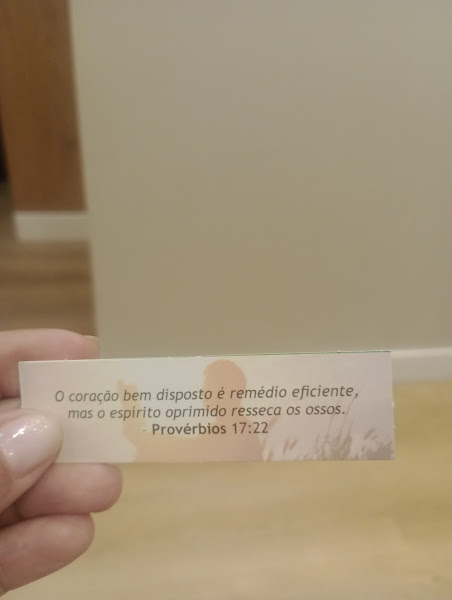 O coração bem disposto é remédio eficiente,
mas o espírito oprimido resseca os ossos.
- Provérbios 17:22